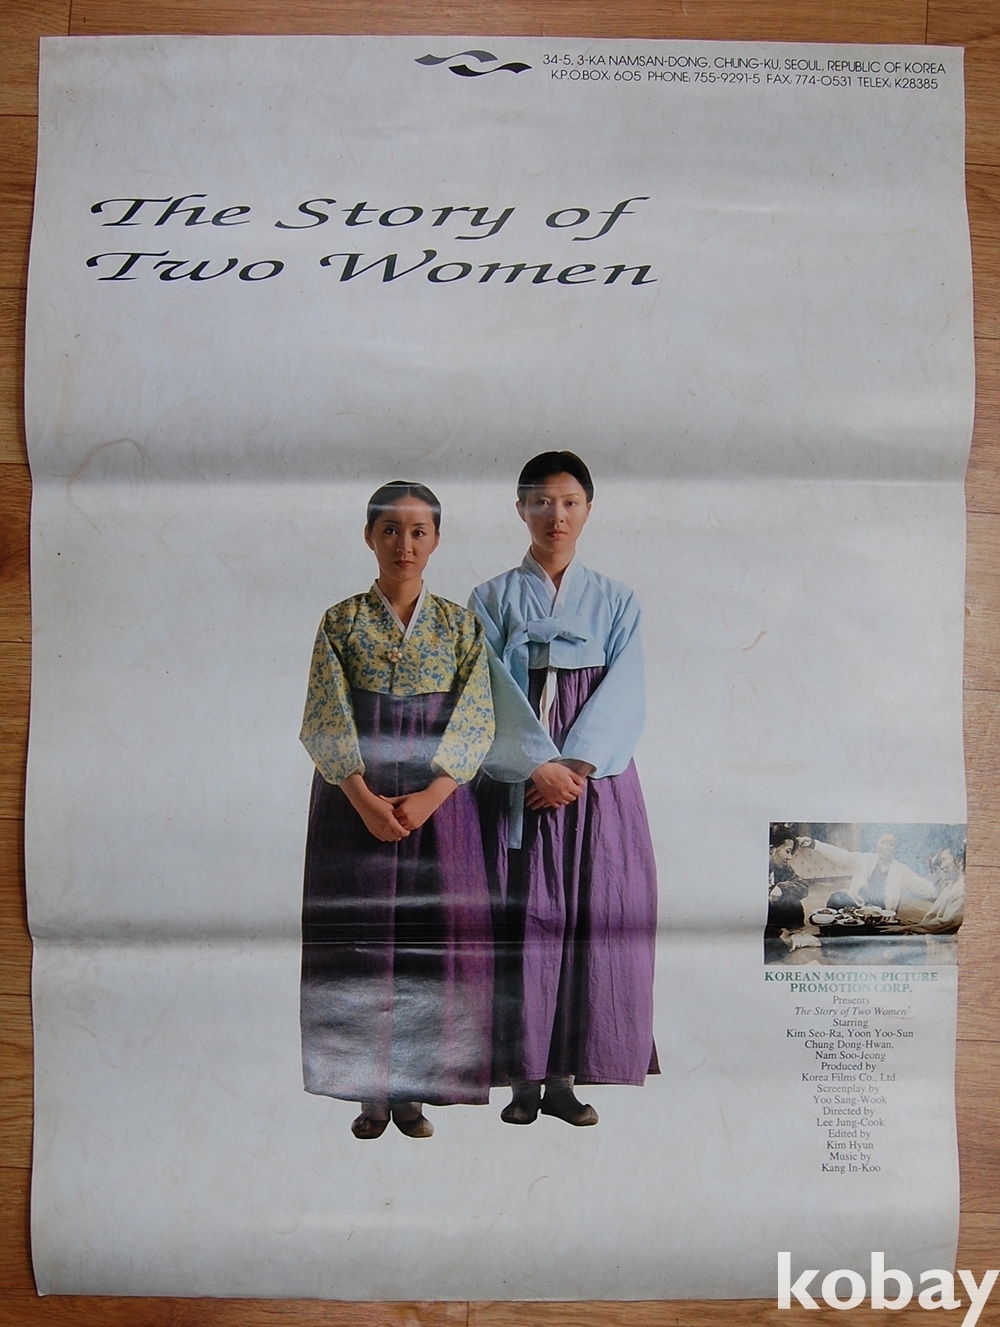 34-5, 3-KA NAMSAN-DONG, CHUNG-KU, SEOUL, REPUBLIC OF KOREA
K.P.O.BOX: 605 PHONE: 755-9291-5 FAX: 774-0531 TELEX: K28385
The Story of
Two Women
KOREAN MOTION PICTURE
PROMOTION CORP.
Presents
The Story of Two Women'
Starring
Kim Seo-Ra, Yoon Yoo-Sun
Chung Dong-Hwan,
Nam Soo-Jeong
Produced by
Korea Films Co., Ltd.
Screenplay by
Yoo Sang-Wook
Directed by
Lee Jung-Cook
Edited by
Kim Hyun
Music by
Kang In-Koo
kobay